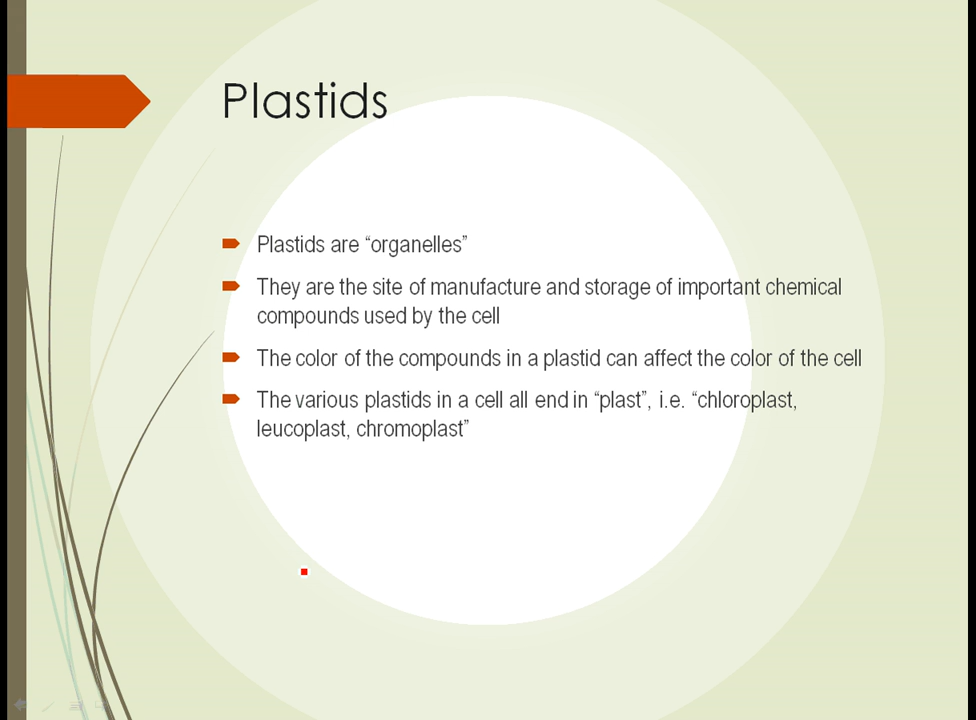 Plastids
Plastids are “organelles”
They are the site of manufacture and storage of important chemical
compounds used by the cell
The color of the compounds in a plastid can affect the color of the cell
The various plastids in a cell all end in “plast”, i.e. “chloroplast,
leucoplast, chromoplast”